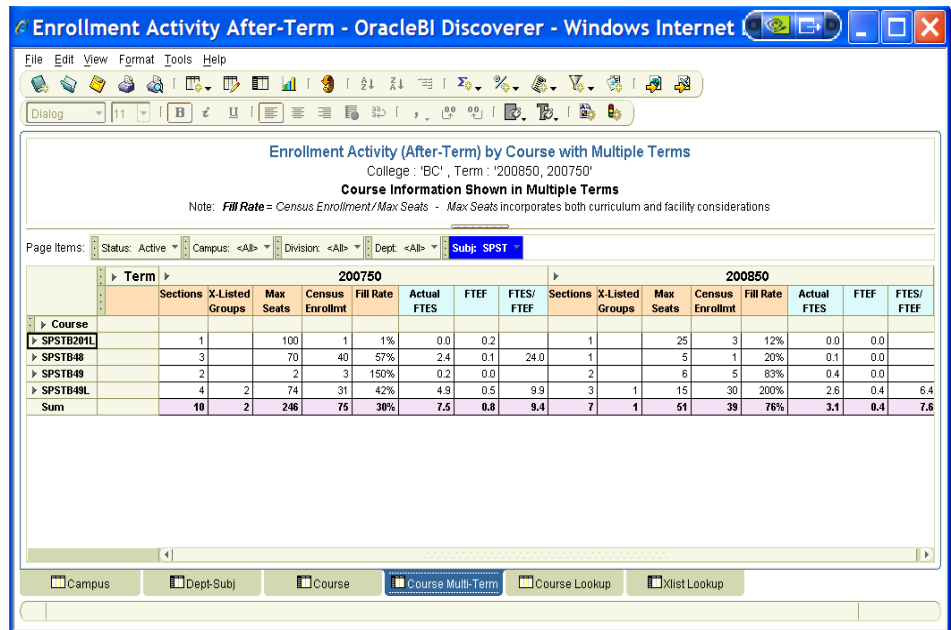 Enrollment Activity After-Term - OracleBI Discoverer - Windows Internet
File Edit View Format Tools Help
Dialog 11 B i U
Enrollment Activity (After-Term) by Course with Multiple Terms
College : 'BC' , Term : '200850, 200750'
Course Information Shown in Multiple Terms
Note: Fill Rate = Census Enrollment / Max Seats - Max Seats incorporates both curriculum and facility considerations
Page Items: Status: Active Campus: <All> Division: <All> Dept: <All> Subj: SPST
Term 200750 200850
Sections X-Listed Max Census Fill Rate Actual FTEF FTES/ Sections X-Listed Max Census Fill Rate Actual FTEF FTES/
Groups Seats Enrollmt FTES FTEF Groups Seats Enrollmt FTES FTEF
Course
SPSTB201L 1 100 1 1% 0.0 0.2 1 25 3 12% 0.0 0.0
SPSTB48 3 70 40 57% 2.4 0.1 24.0 1 5 1 20% 0.1 0.0
SPSTB49 2 2 3 150% 0.2 0.0 2 6 5 83% 0.4 0.0
SPSTB49L 4 2 74 31 42% 4.9 0.5 9.9 3 1 15 30 200% 2.6 0.4 6.4
Sum 10 2 246 75 30% 7.5 0.8 9.4 7 1 51 39 76% 3.1 0.4 7.6
Campus Dept-Subj Course Course Multi-Term Course Lookup Xlist Lookup